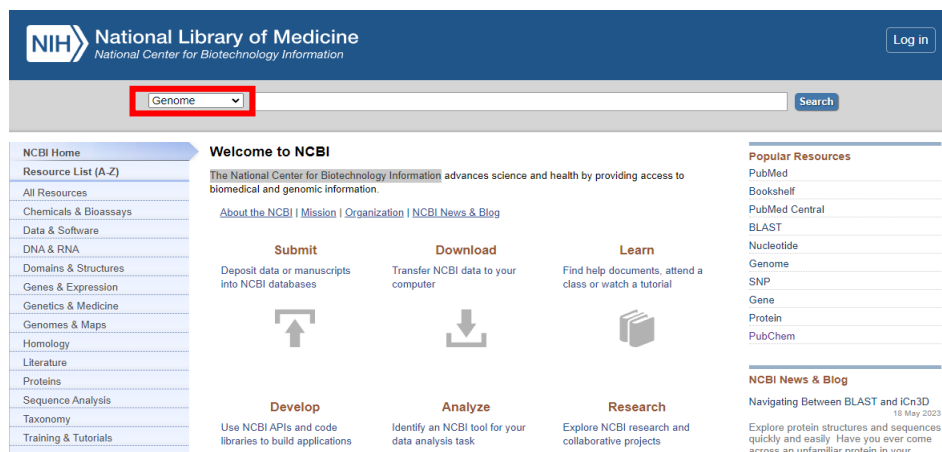 NIH National Library of Medicine
National Center for Biotechnology Information
Log in
Genome
Search
NCBI Home
Resource List (A-Z)
All Resources
Chemicals & Bioassays
Data & Software
DNA & RNA
Domains & Structures
Genes & Expression
Genetics & Medicine
Genomes & Maps
Homology
Literature
Proteins
Sequence Analysis
Taxonomy
Training & Tutorials
Welcome to NCBI
The National Center for Biotechnology Information advances science and health by providing access to
biomedical and genomic information.
About the NCBI | Mission | Organization | NCBI News & Blog
Submit
Deposit data or manuscripts
into NCBI databases
Download
Transfer NCBI data to your
computer
Learn
Find help documents, attend a
class or watch a tutorial
Develop
Use NCBI APIs and code
libraries to build applications
Analyze
Identify an NCBI tool for your
data analysis task
Research
Explore NCBI research and
collaborative projects
Popular Resources
PubMed
Bookshelf
PubMed Central
BLAST
Nucleotide
Genome
SNP
Gene
Protein
PubChem
NCBI News & Blog
Navigating Between BLAST and iCn3D
18 May 2023
Explore protein structures and sequences
quickly and easily Have you ever come
across an unfamiliar protein in your